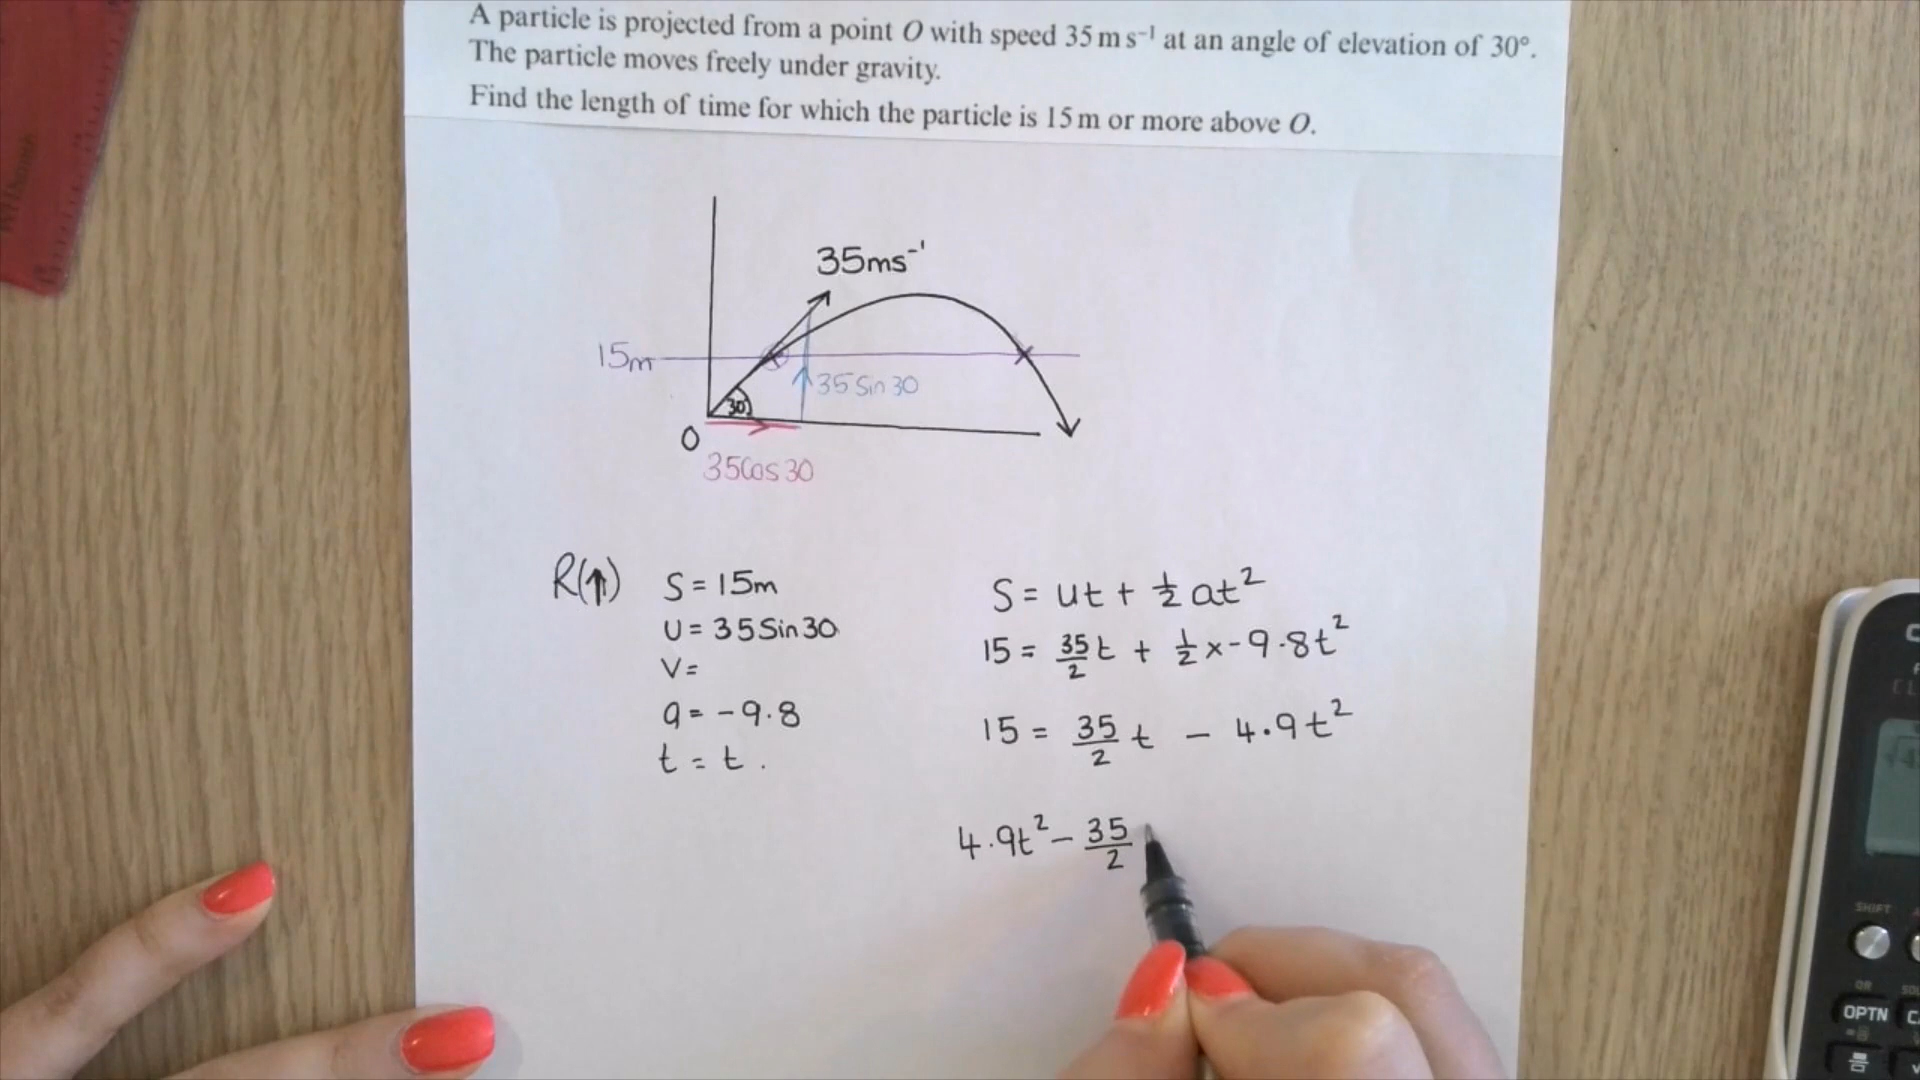 A particle is projected from a point O with speed 35 m s⁻¹ at an angle of elevation of 30°.
The particle moves freely under gravity.
Find the length of time for which the particle is 15 m or more above O.
35ms⁻¹
15m
35 Sin 30
30
O
35Cos 30
R(↑)
S = 15m
U = 35 Sin 30
V =
a = -9.8
t = t .
S = ut + ½ at²
15 = 35/2 t + ½ x -9.8t²
15 = 35/2 t - 4.9t²
4.9t² - 35/2
SHIFT
OPTN